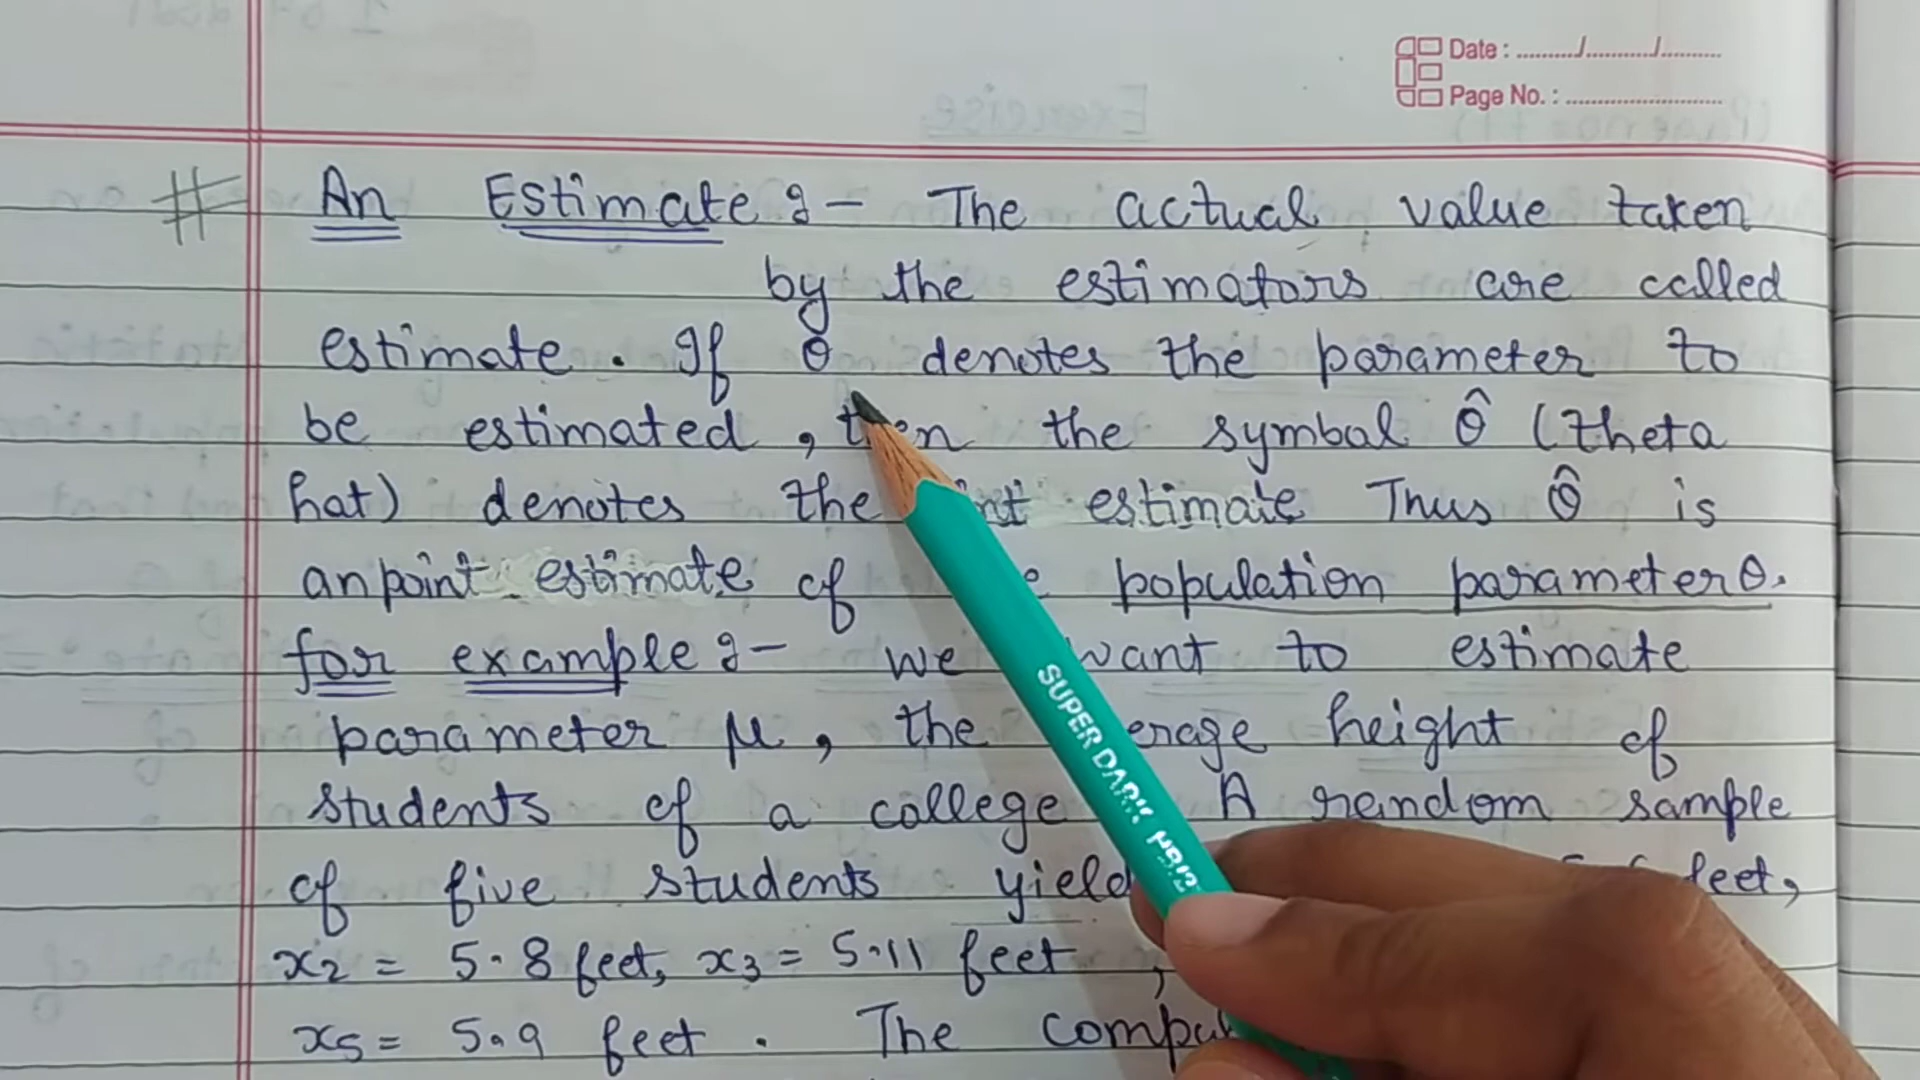 Date : ........../........../..........
Page No. : ..........................
# An Estimate :- The actual value taken
by the estimators are called
estimate. If θ denotes the parameter to
be estimated, then the symbal θ̂ (theta
hat) denotes the estimate Thus θ̂ is
an point estimate of population parameter θ.
for example :- we want to estimate
parameter μ, the height of
students of a college A random sample
of five students feet,
x2 = 5.8 feet, x3 = 5.11 feet,
x5 = 5.9 feet. The
SUPER DARK